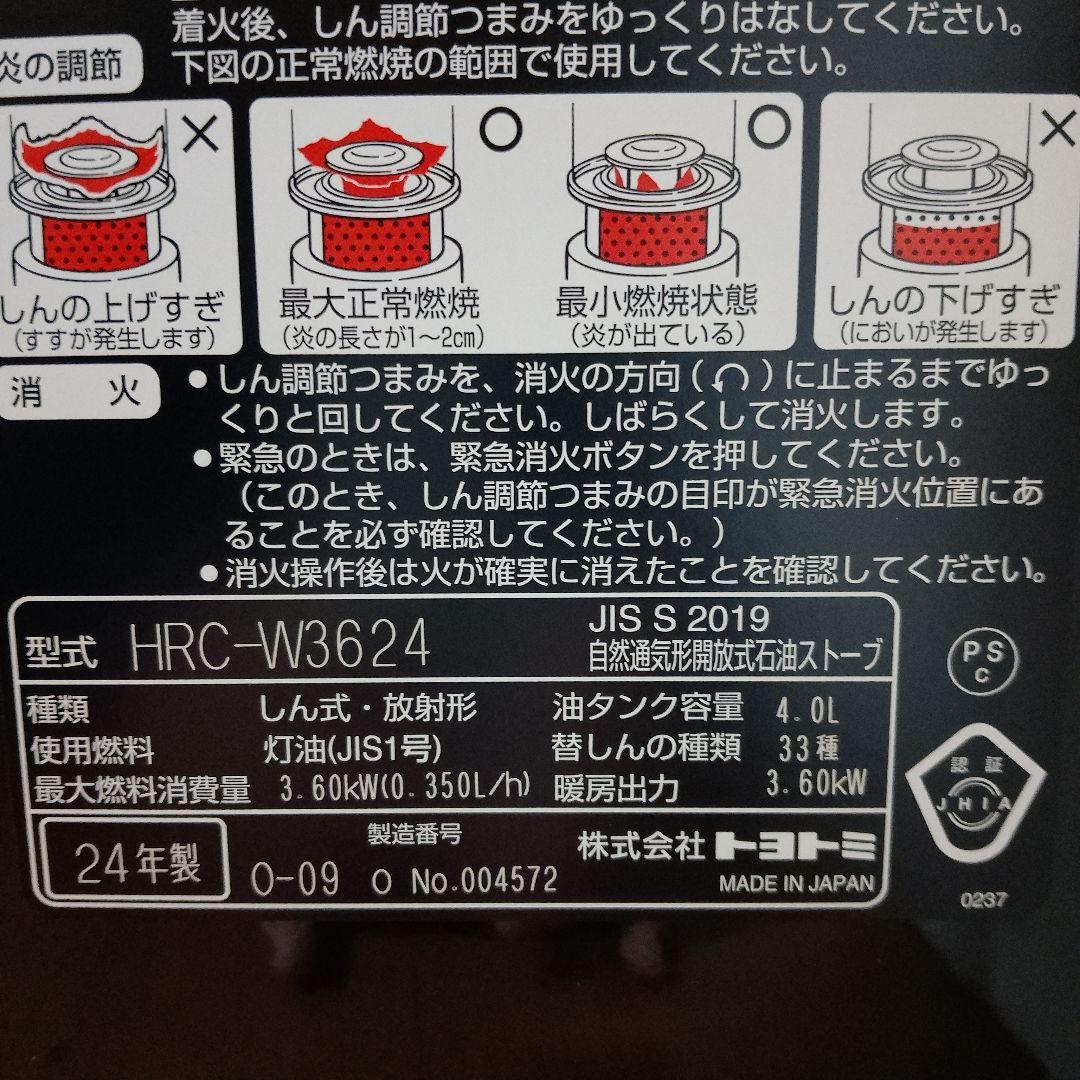 着火後、しん調節つまみをゆっくりはなしてください。
炎の調節
下図の正常燃焼の範囲で使用してください。
× ○ ○ ×
しんの上げすぎ
(すすが発生します)
最大正常燃焼
(炎の長さが1〜2cm)
最小燃焼状態
(炎が出ている)
しんの下げすぎ
(においが発生します)
消 火
●しん調節つまみを、消火の方向( )に止まるまでゆっ
くりと回してください。しばらくして消火します。
●緊急のときは、緊急消火ボタンを押してください。
(このとき、しん調節つまみの目印が緊急消火位置にあ
ることを必ず確認してください。)
●消火操作後は火が確実に消えたことを確認してください。
型式 HRC-W3624
JIS S 2019
自然通気形開放式石油ストーブ
種類 しん式・放射形 油タンク容量 4.0L
使用燃料 灯油(JIS1号) 替しんの種類 33種
最大燃料消費量 3.60kW(0.350L/h) 暖房出力 3.60kW
24年製
製造番号
O-09 O No.004572
株式会社トヨトミ
MADE IN JAPAN
PS
C
認証
JHIA
0237